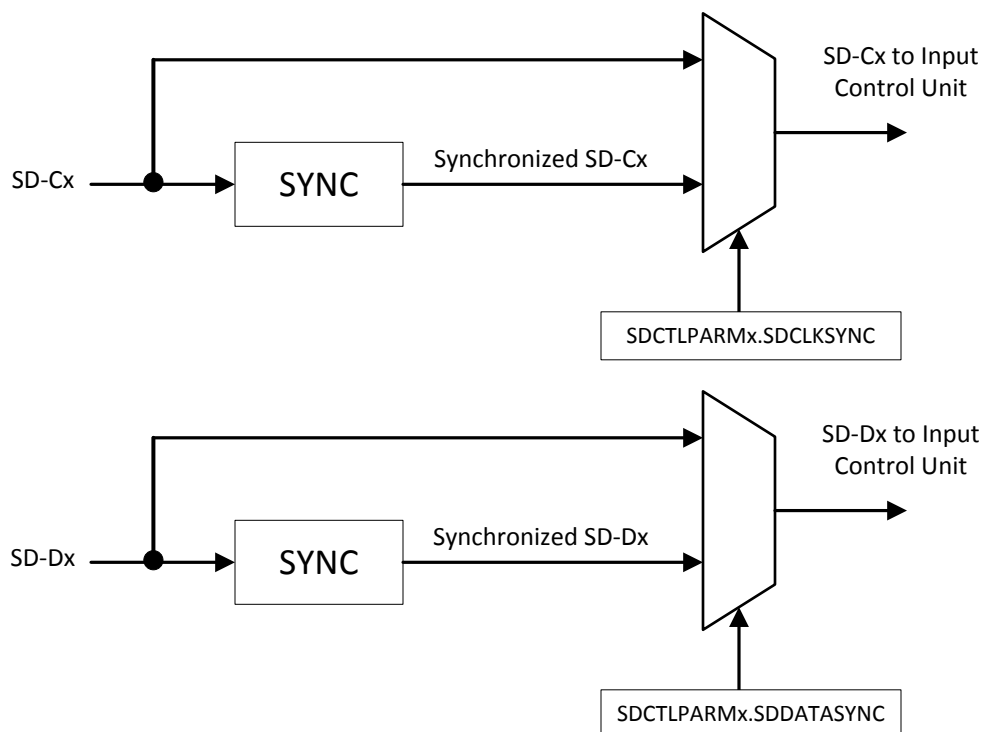 SD-Cx to Input
Control Unit
Synchronized SD-Cx
SD-Cx
SYNC
SDCTLPARMx.SDCLKSYNC
SD-Dx to Input
Control Unit
Synchronized SD-Dx
SD-Dx
SYNC
SDCTLPARMx.SDDATASYNC